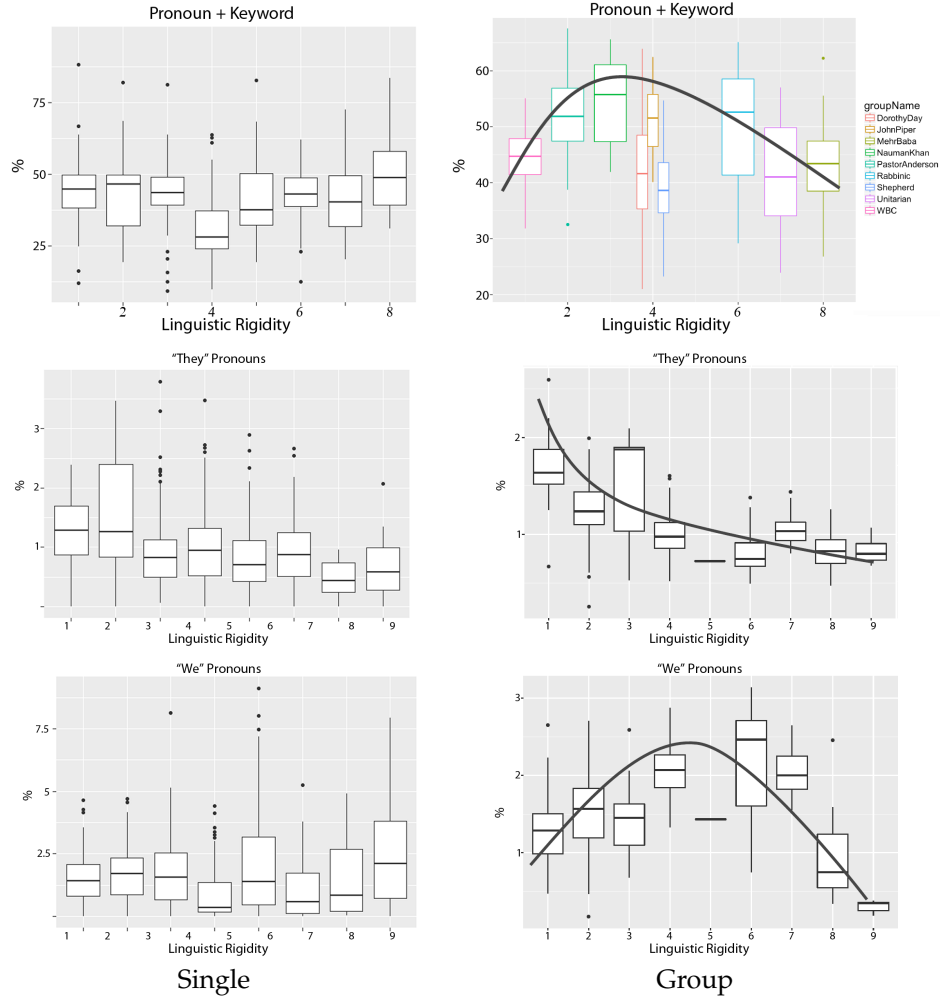 Pronoun + Keyword
75
50
25
%
2 4 6 8
Linguistic Rigidity
Pronoun + Keyword
60
50
40
30
20
%
2 4 6 8
Linguistic Rigidity
groupName
DorothyDay
JohnPiper
MehrBaba
NaumanKhan
PastorAnderson
Rabbinic
Shepherd
Unitarian
WBC
“They” Pronouns
3
2
1
%
1 2 3 4 5 6 7 8 9
Linguistic Rigidity
“They” Pronouns
2
1
%
1 2 3 4 5 6 7 8 9
Linguistic Rigidity
“We” Pronouns
7.5
5
2.5
%
1 2 3 4 5 6 7 8 9
Linguistic Rigidity
“We” Pronouns
3
2
1
%
1 2 3 4 5 6 7 8 9
Linguistic Rigidity
Single
Group